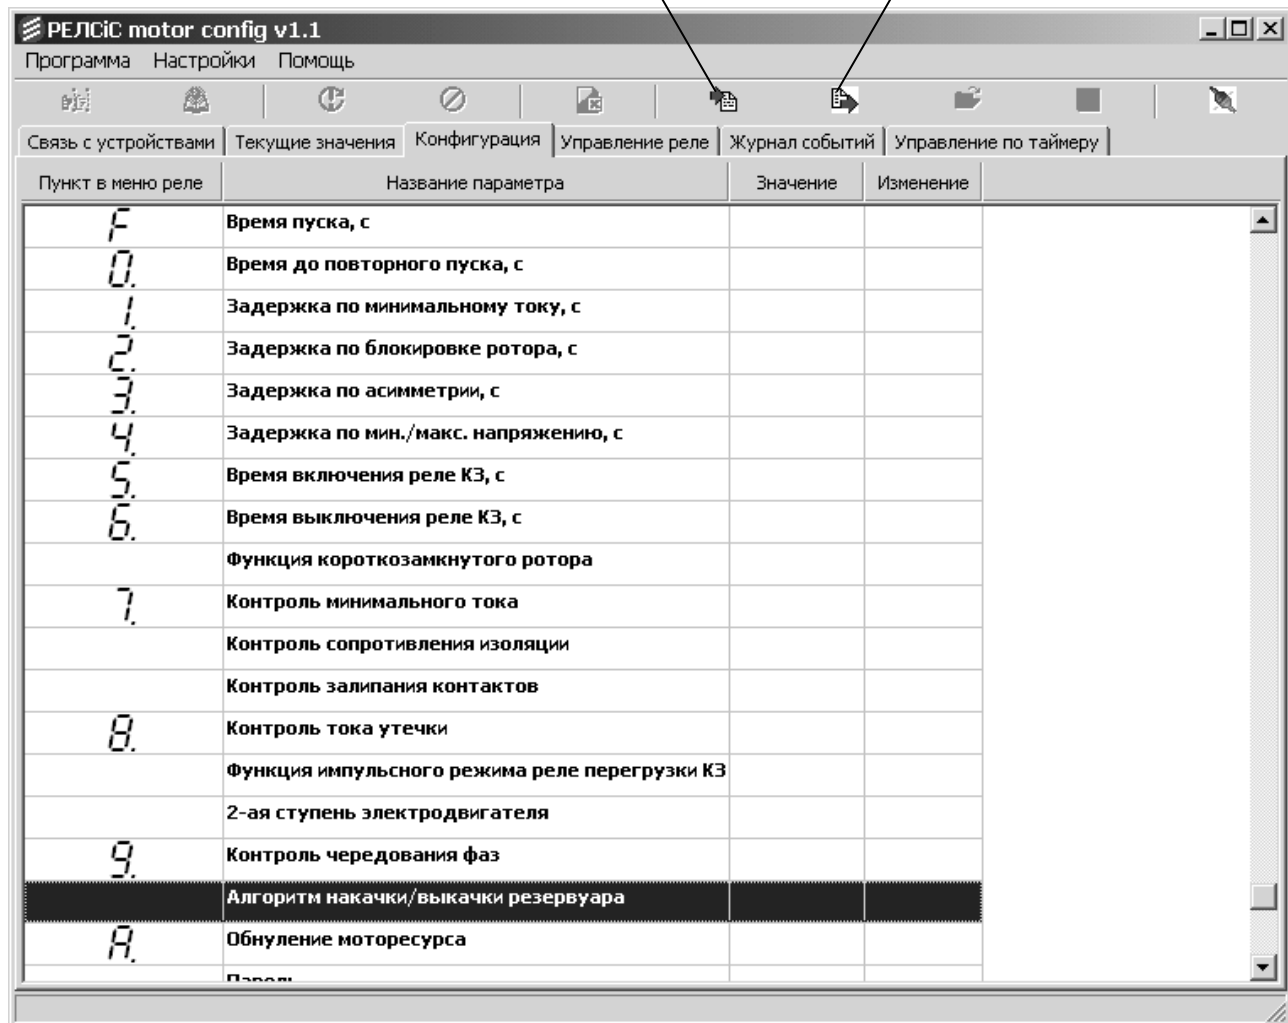 РЕЛСіС motor config v1.1
Программа Настройки Помощь
Связь с устройствами Текущие значения Конфигурация Управление реле Журнал событий Управление по таймеру
Пункт в меню реле Название параметра Значение Изменение
F Время пуска, с
0. Время до повторного пуска, с
1. Задержка по минимальному току, с
2. Задержка по блокировке ротора, с
3. Задержка по асимметрии, с
4. Задержка по мин./макс. напряжению, с
5. Время включения реле КЗ, с
6. Время выключения реле КЗ, с
Функция короткозамкнутого ротора
7. Контроль минимального тока
Контроль сопротивления изоляции
Контроль залипания контактов
8. Контроль тока утечки
Функция импульсного режима реле перегрузки КЗ
2-ая ступень электродвигателя
9. Контроль чередования фаз
Алгоритм накачки/выкачки резервуара
A. Обнуление моторесурса
Пароль